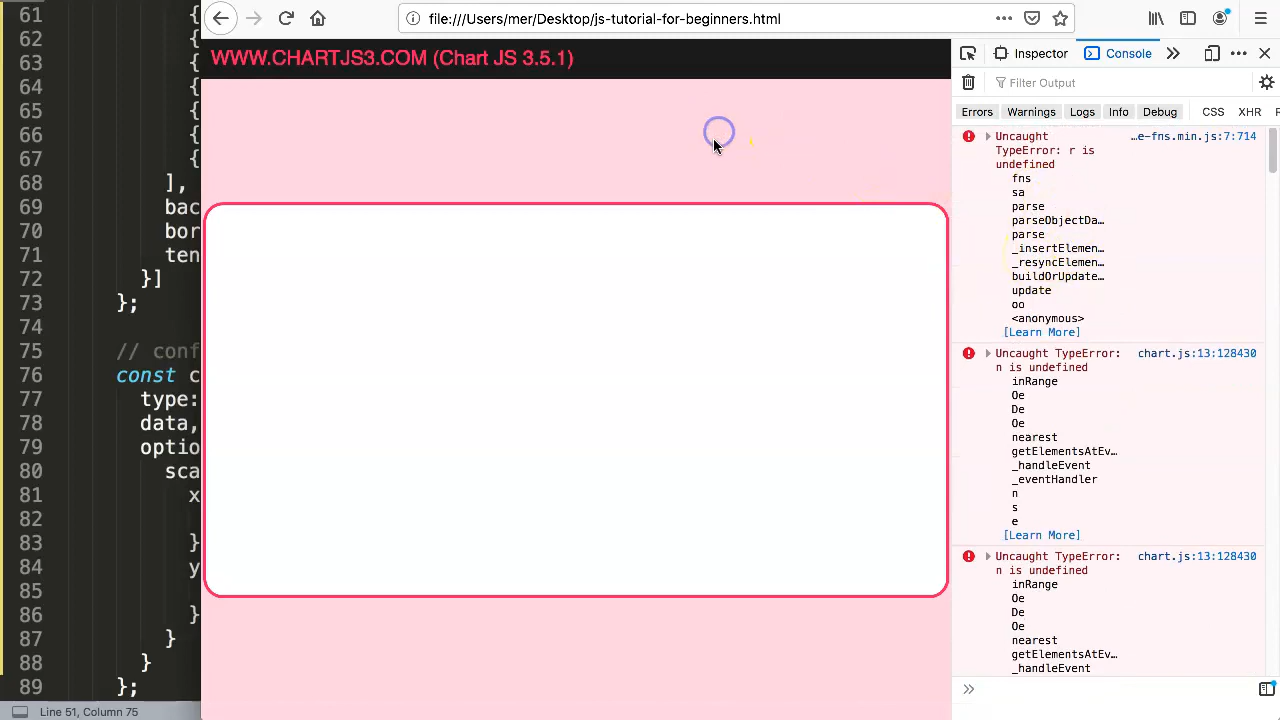 file:///Users/mer/Desktop/js-tutorial-for-beginners.html
WWW.CHARTJS3.COM (Chart JS 3.5.1)
61 {
62 {
63 {
64 {
65 {
66 {
67 {
68 ],
69 bac
70 bor
71 ten
72 }]
73 };
74
75 // conf
76 const c
77 type:
78 data,
79 optio
80 sca
81 x
82
83 }
84 y
85
86 }
87 }
88 }
89 };
Line 51, Column 75
Inspector Console
Filter Output
Errors Warnings Logs Info Debug CSS XHR
Uncaught …e-fns.min.js:7:714
TypeError: r is
undefined
fns
sa
parse
parseObjectDa…
parse
_insertElemen…
_resyncElemen…
buildOrUpdate…
update
oo
<anonymous>
[Learn More]
Uncaught TypeError: chart.js:13:128430
n is undefined
inRange
Oe
De
Oe
nearest
getElementsAtEv…
_handleEvent
_eventHandler
n
s
e
[Learn More]
Uncaught TypeError: chart.js:13:128430
n is undefined
inRange
Oe
De
Oe
nearest
getElementsAtEv…
_handleEvent